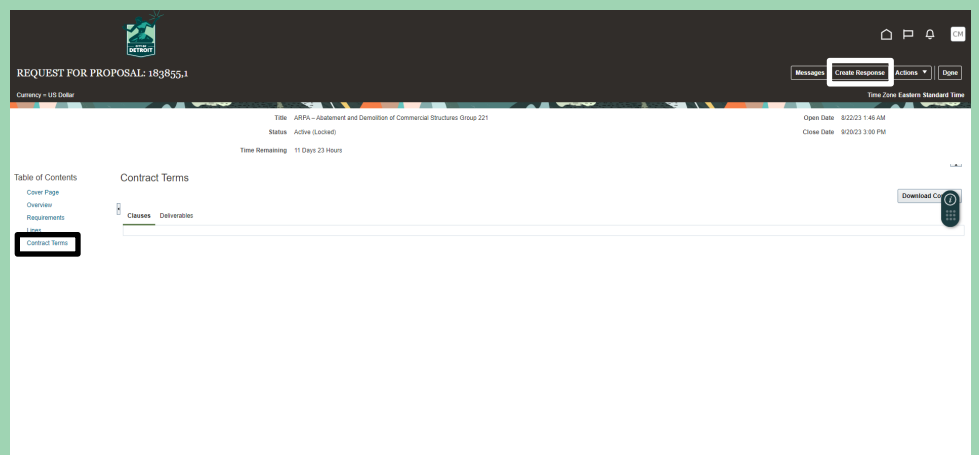 DETROIT
CM
REQUEST FOR PROPOSAL: 183855,1
Messages Create Response Actions Done
Currency = US Dollar
Time Zone Eastern Standard Time
Title ARPA – Abatement and Demolition of Commercial Structures Group 221
Open Date 8/22/23 1:46 AM
Status Active (Locked)
Close Date 9/20/23 3:00 PM
Time Remaining 11 Days 23 Hours
Table of Contents
Contract Terms
Cover Page
Download Co
Overview
Requirements
Clauses Deliverables
Lines
Contract Terms